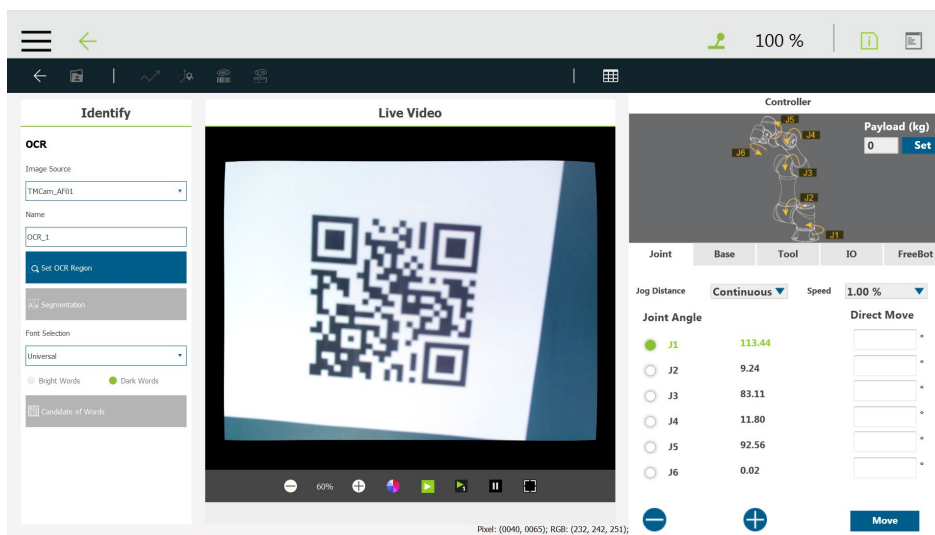 100 %
Identify
OCR
Image Source
TMCam_AF01
Name
OCR_1
Set OCR Region
Segmentation
Font Selection
Universal
Bright Words Dark Words
Candidate of Words
Live Video
60%
Pixel: (0040, 0065); RGB: (232, 242, 251);
Controller
J5
J4
J6
J3
J2
J1
Payload (kg)
0 Set
Joint Base Tool IO FreeBot
Jog Distance Continuous Speed 1.00 %
Joint Angle Direct Move
J1 113.44 °
J2 9.24 °
J3 83.11 °
J4 11.80 °
J5 92.56 °
J6 0.02 °
Move